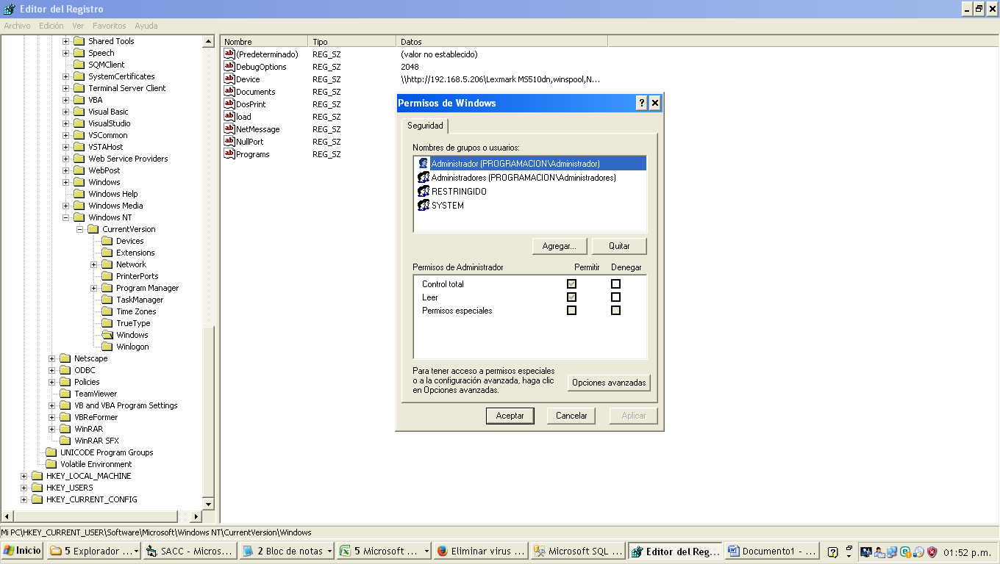 Editor del Registro
Archivo Edición Ver Favoritos Ayuda
Shared Tools
Speech
SQMClient
SystemCertificates
Terminal Server Client
VBA
Visual Basic
VisualStudio
VSCommon
VSTAHost
Web Service Providers
WebPost
Windows
Windows Help
Windows Media
Windows NT
CurrentVersion
Devices
Extensions
Network
PrinterPorts
Program Manager
TaskManager
Time Zones
TrueType
Windows
Winlogon
Netscape
ODBC
Policies
TeamViewer
VB and VBA Program Settings
VBReFormer
WinRAR
WinRAR SFX
UNICODE Program Groups
Volatile Environment
HKEY_LOCAL_MACHINE
HKEY_USERS
HKEY_CURRENT_CONFIG
Nombre Tipo Datos
ab (Predeterminado) REG_SZ (valor no establecido)
ab DebugOptions REG_SZ 2048
ab Device REG_SZ \\http://192.168.5.206\Lexmark MS510dn,winspool,N...
ab Documents REG_SZ
ab DosPrint REG_SZ
ab load REG_SZ
ab NetMessage REG_SZ
ab NullPort REG_SZ
ab Programs REG_SZ
Permisos de Windows
Seguridad
Nombres de grupos o usuarios:
Administrador (PROGRAMACION\Administrador)
Administradores (PROGRAMACION\Administradores)
RESTRINGIDO
SYSTEM
Agregar... Quitar
Permisos de Administrador Permitir Denegar
Control total
Leer
Permisos especiales
Para tener acceso a permisos especiales
o a la configuración avanzada, haga clic
en Opciones avanzadas.
Opciones avanzadas
Aceptar Cancelar Aplicar
Mi PC\HKEY_CURRENT_USER\Software\Microsoft\Windows NT\CurrentVersion\Windows
Inicio 5 Explorador ... SACC - Micros... 2 Bloc de notas 5 Microsoft ... Eliminar virus ... Microsoft SQL ... Editor del Reg... Documento1 - ... 01:52 p.m.